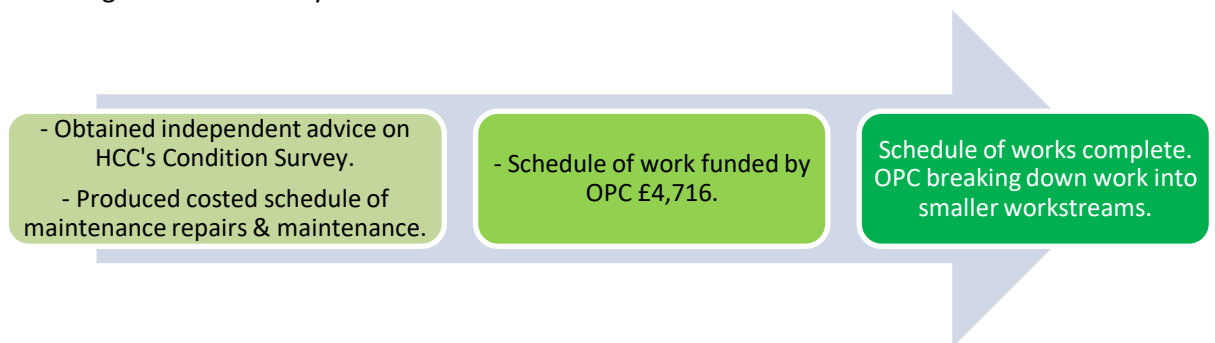 - Obtained independent advice on
HCC's Condition Survey.
- Produced costed schedule of
maintenance repairs & maintenance.
- Schedule of work funded by
OPC £4,716.
Schedule of works complete.
OPC breaking down work into
smaller workstreams.